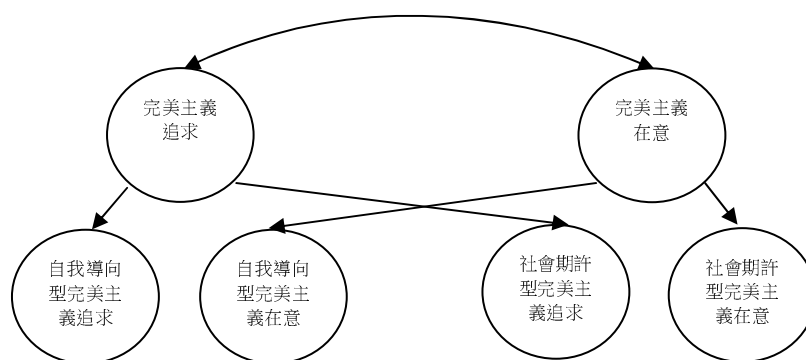 完美主義
追求
完美主義
在意
自我導向
型完美主
義追求
自我導向
型完美主
義在意
社會期許
型完美主
義追求
社會期許
型完美主
義在意